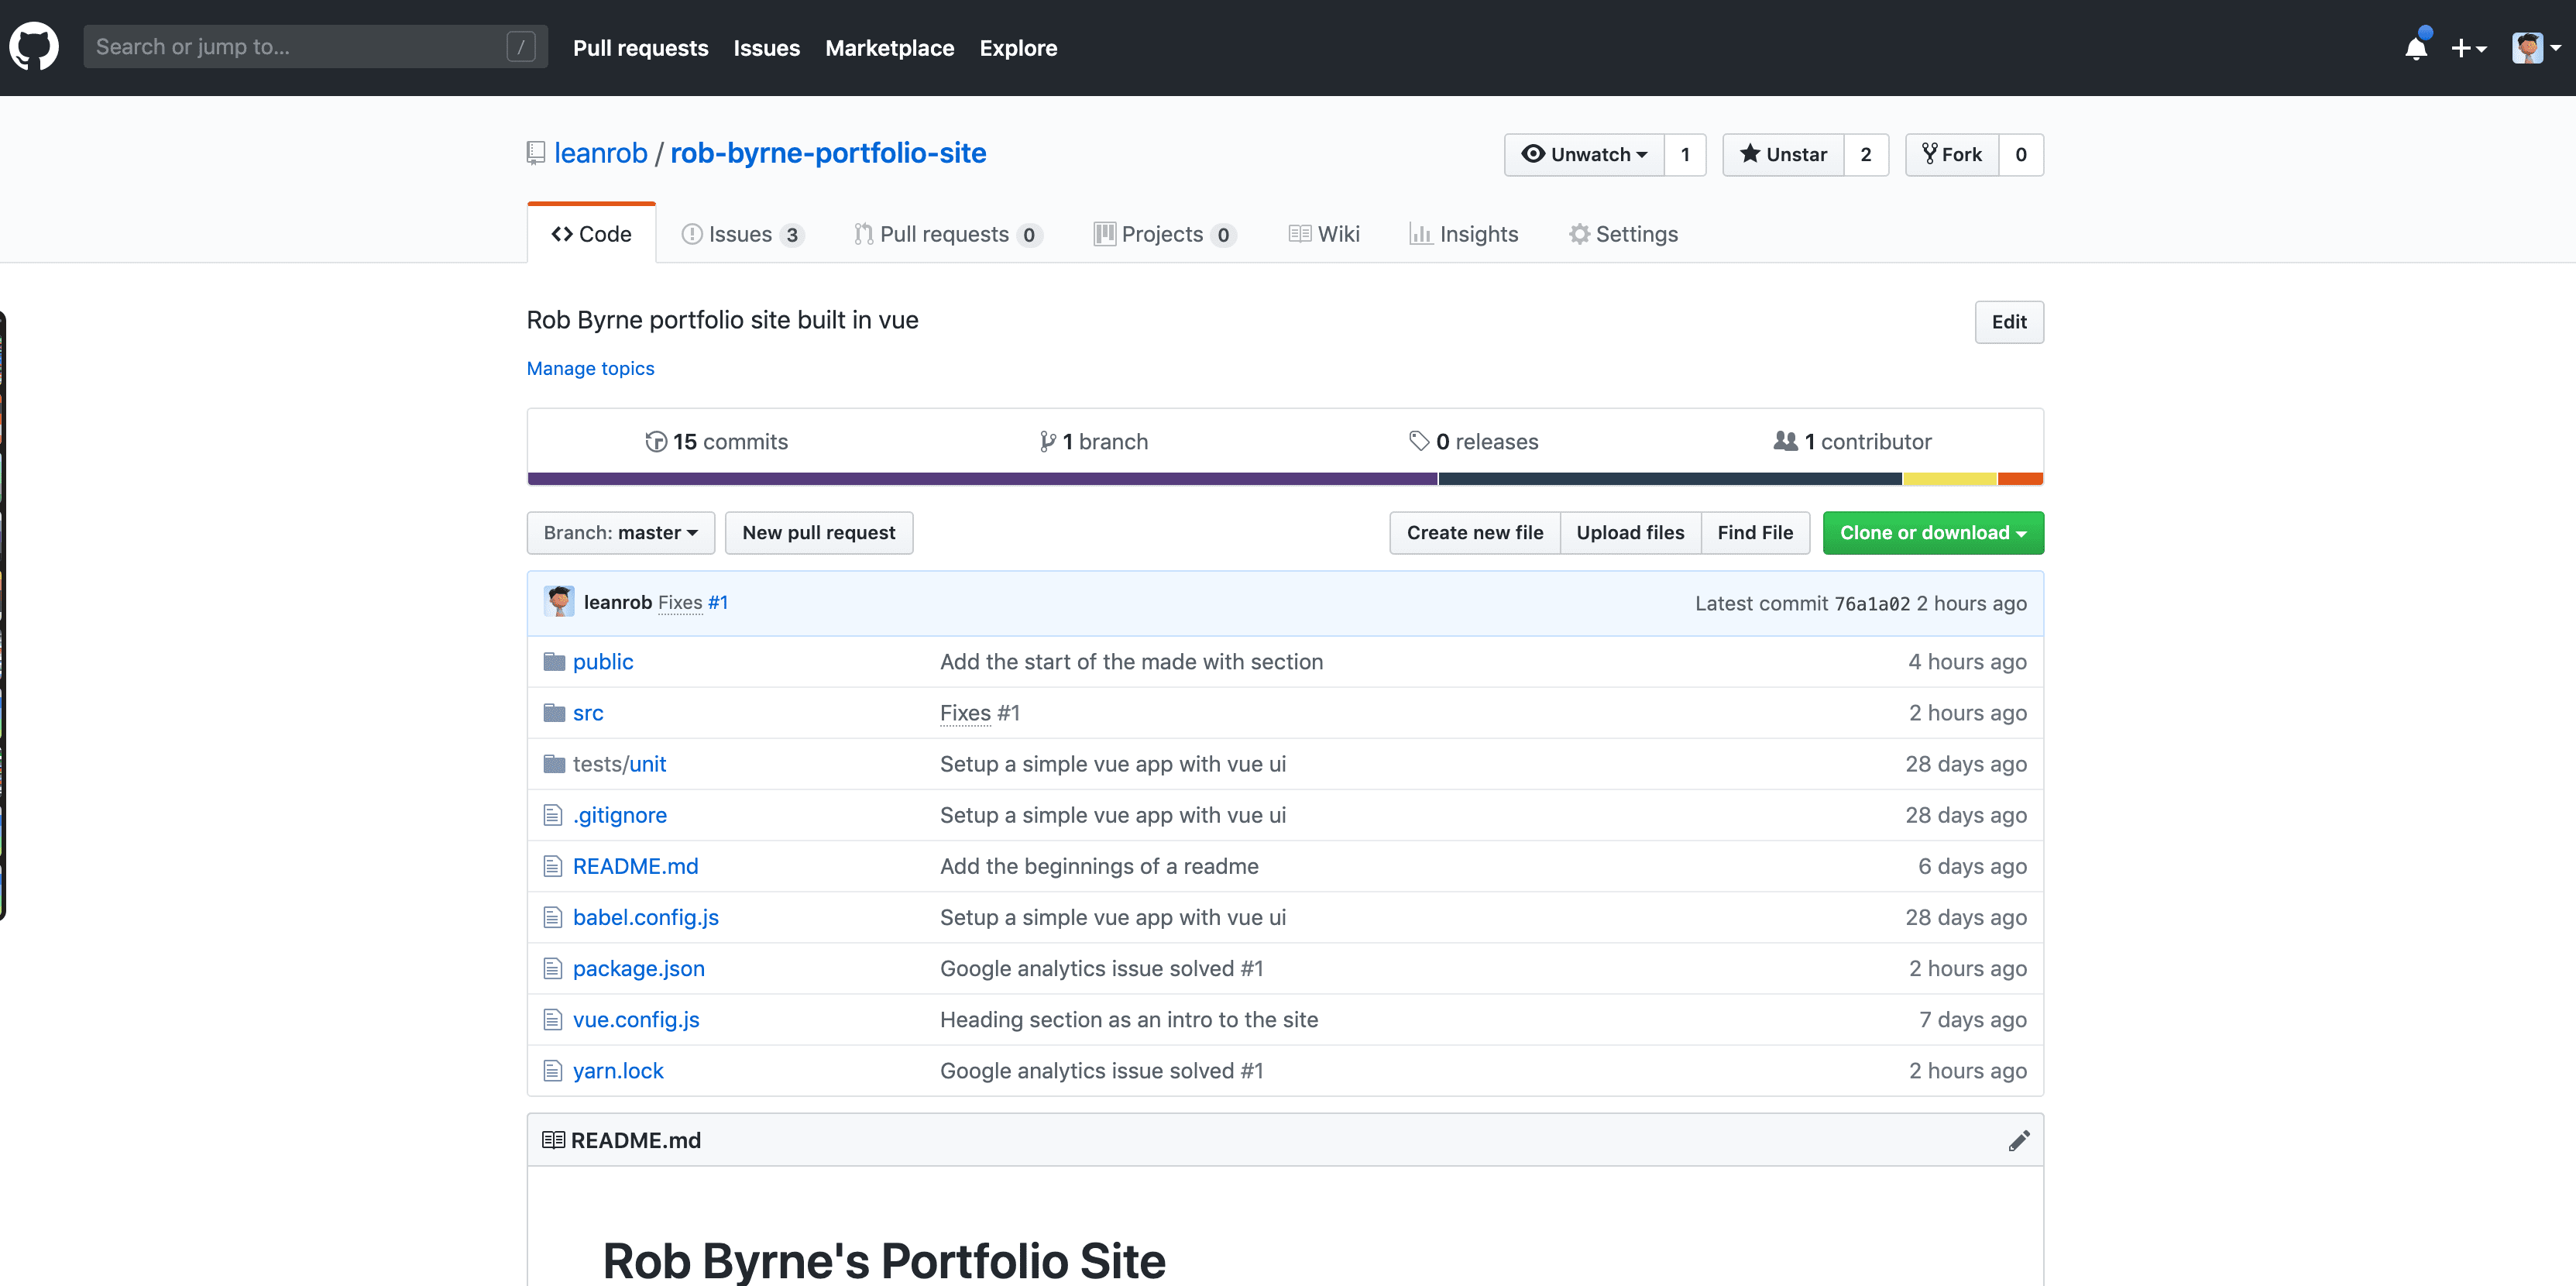 Search or jump to... / Pull requests Issues Marketplace Explore
leanrob / rob-byrne-portfolio-site Unwatch 1 Unstar 2 Fork 0
Code Issues 3 Pull requests 0 Projects 0 Wiki Insights Settings
Rob Byrne portfolio site built in vue Edit
Manage topics
15 commits 1 branch 0 releases 1 contributor
Branch: master New pull request Create new file Upload files Find File Clone or download
leanrob Fixes #1 Latest commit 76a1a02 2 hours ago
public Add the start of the made with section 4 hours ago
src Fixes #1 2 hours ago
tests/unit Setup a simple vue app with vue ui 28 days ago
.gitignore Setup a simple vue app with vue ui 28 days ago
README.md Add the beginnings of a readme 6 days ago
babel.config.js Setup a simple vue app with vue ui 28 days ago
package.json Google analytics issue solved #1 2 hours ago
vue.config.js Heading section as an intro to the site 7 days ago
yarn.lock Google analytics issue solved #1 2 hours ago
README.md
Rob Byrne's Portfolio Site